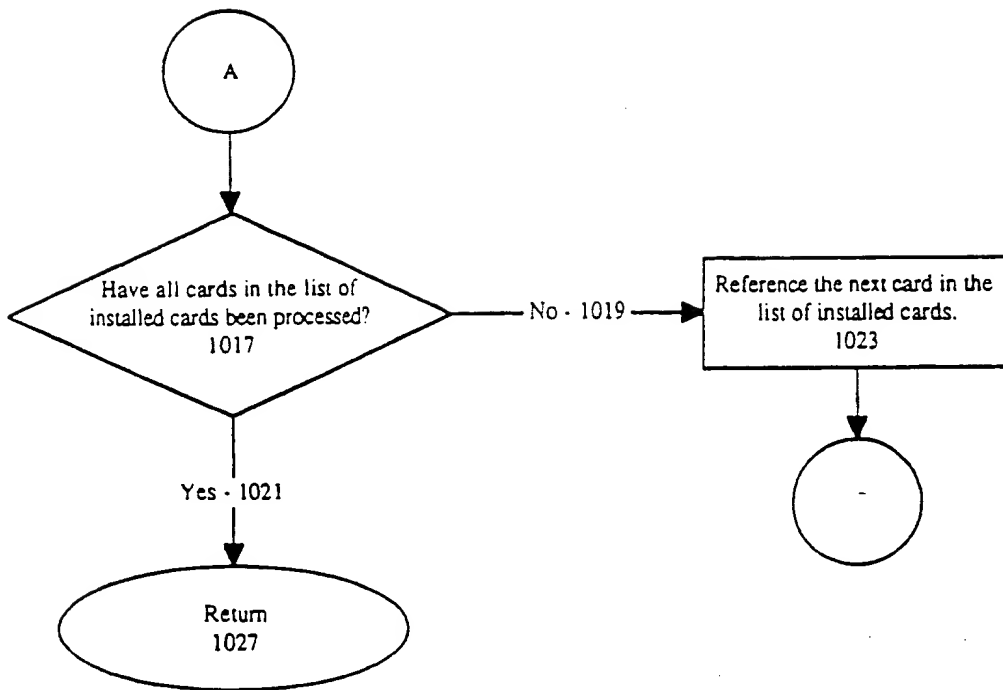 A
Have all cards in the list of
installed cards been processed?
1017
No - 1019
Reference the next card in the
list of installed cards.
1023
Yes - 1021
Return
1027